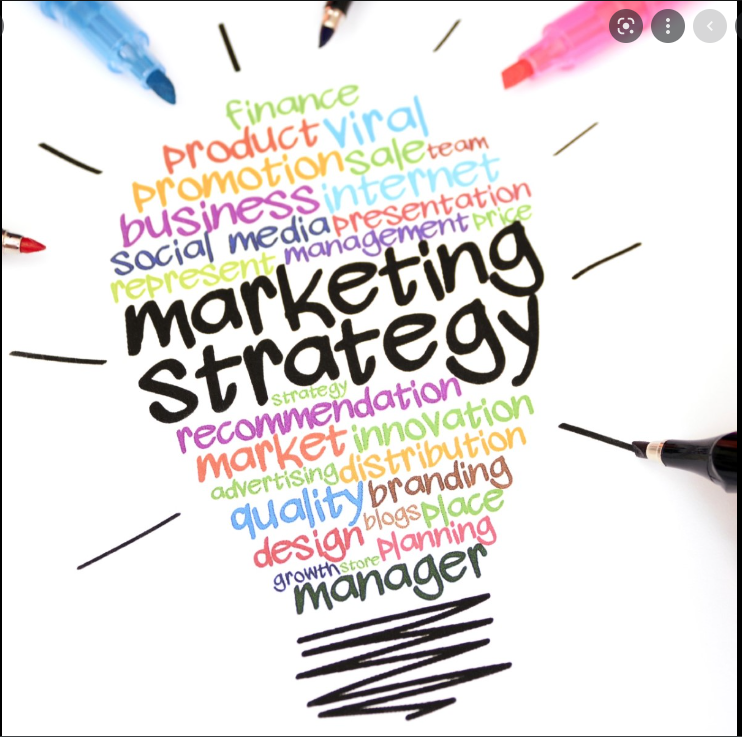 finance
product viral
promotion sale team
business internet
social media presentation
represent management price
marketing
strategy
strategy
recommendation
market innovation
advertising distribution
quality branding
blogs place
design planning
growth store
manager